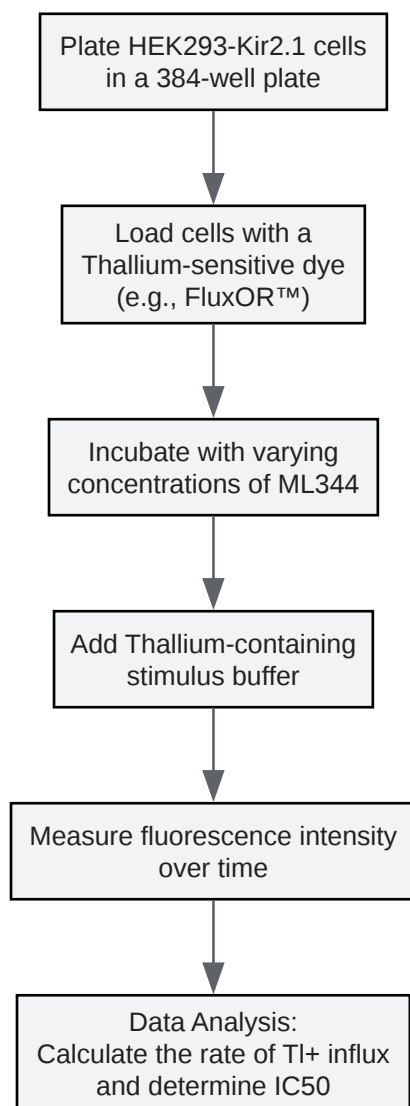 Plate HEK293-Kir2.1 cells
in a 384-well plate
Load cells with a
Thallium-sensitive dye
(e.g., FluxOR™)
Incubate with varying
concentrations of ML344
Add Thallium-containing
stimulus buffer
Measure fluorescence intensity
over time
Data Analysis:
Calculate the rate of Tl+ influx
and determine IC50